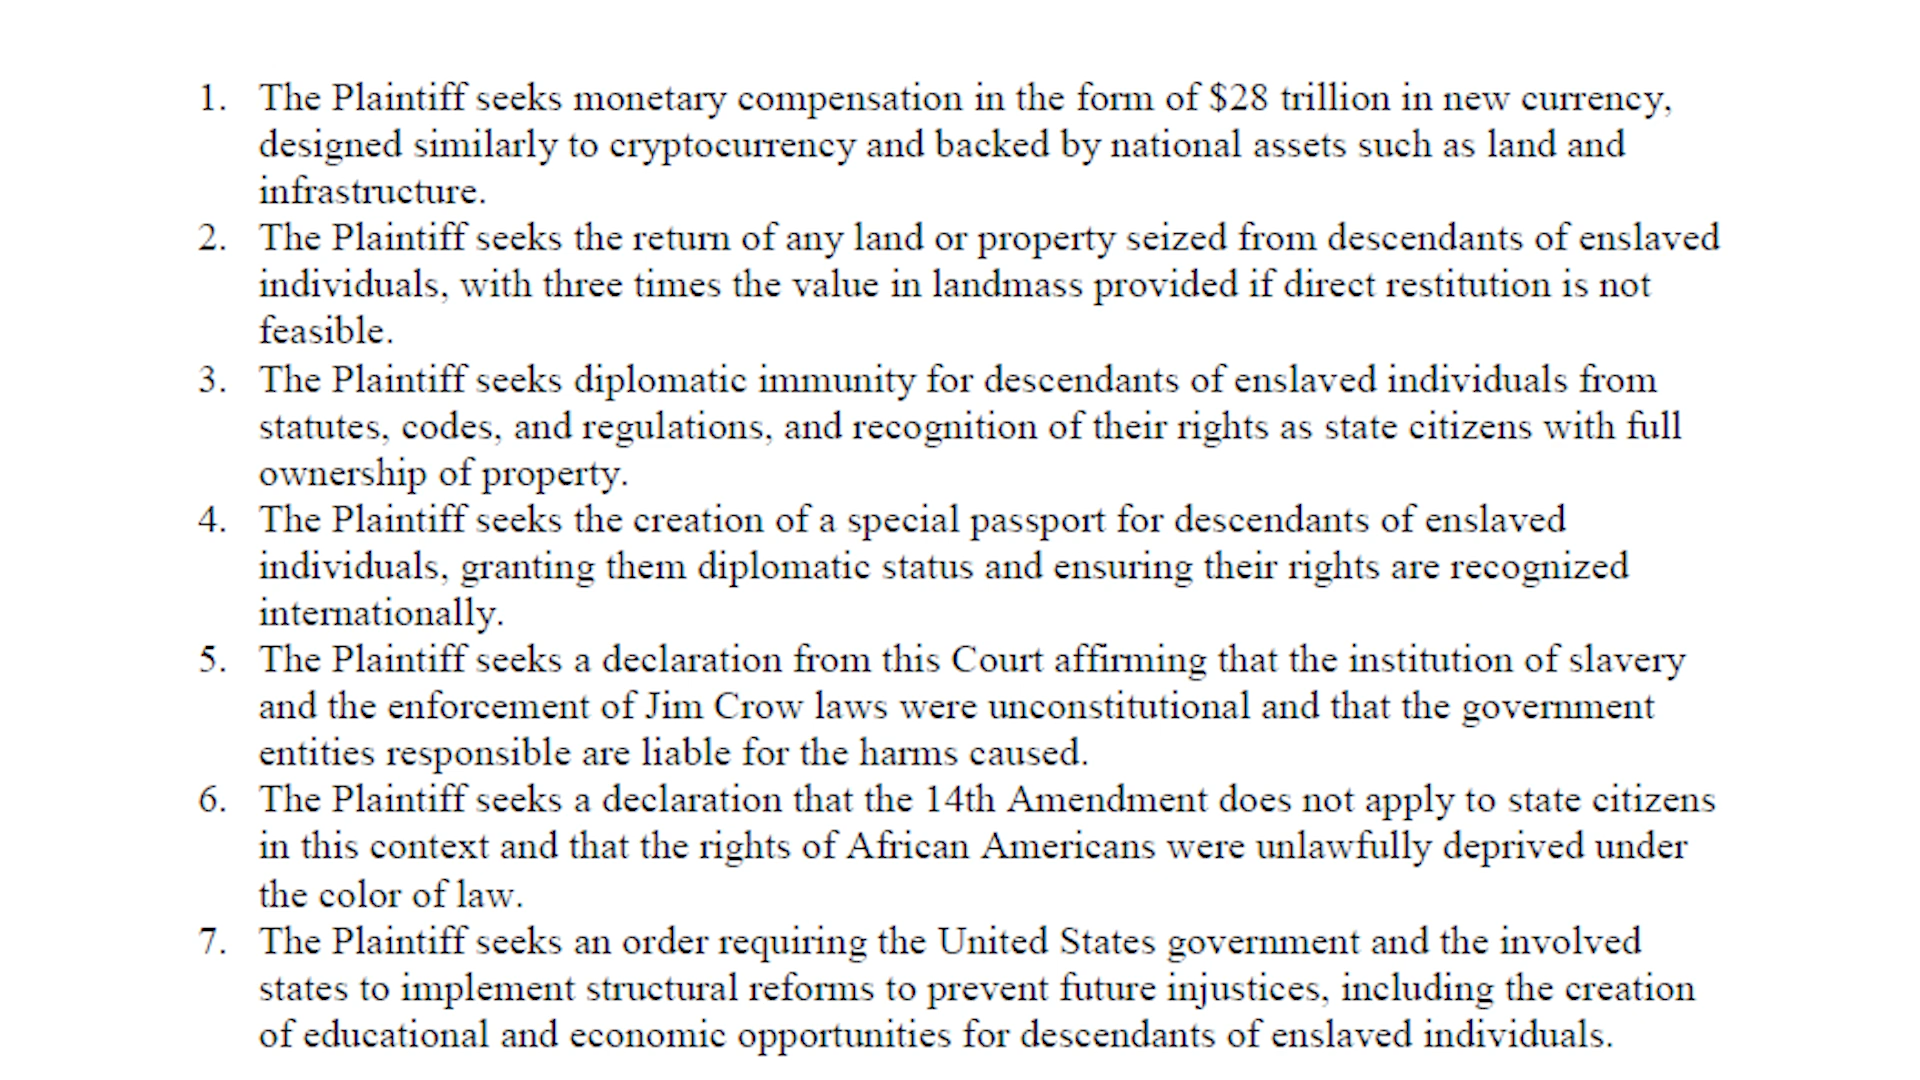 1. The Plaintiff seeks monetary compensation in the form of $28 trillion in new currency,
designed similarly to cryptocurrency and backed by national assets such as land and
infrastructure.
2. The Plaintiff seeks the return of any land or property seized from descendants of enslaved
individuals, with three times the value in landmass provided if direct restitution is not
feasible.
3. The Plaintiff seeks diplomatic immunity for descendants of enslaved individuals from
statutes, codes, and regulations, and recognition of their rights as state citizens with full
ownership of property.
4. The Plaintiff seeks the creation of a special passport for descendants of enslaved
individuals, granting them diplomatic status and ensuring their rights are recognized
internationally.
5. The Plaintiff seeks a declaration from this Court affirming that the institution of slavery
and the enforcement of Jim Crow laws were unconstitutional and that the government
entities responsible are liable for the harms caused.
6. The Plaintiff seeks a declaration that the 14th Amendment does not apply to state citizens
in this context and that the rights of African Americans were unlawfully deprived under
the color of law.
7. The Plaintiff seeks an order requiring the United States government and the involved
states to implement structural reforms to prevent future injustices, including the creation
of educational and economic opportunities for descendants of enslaved individuals.